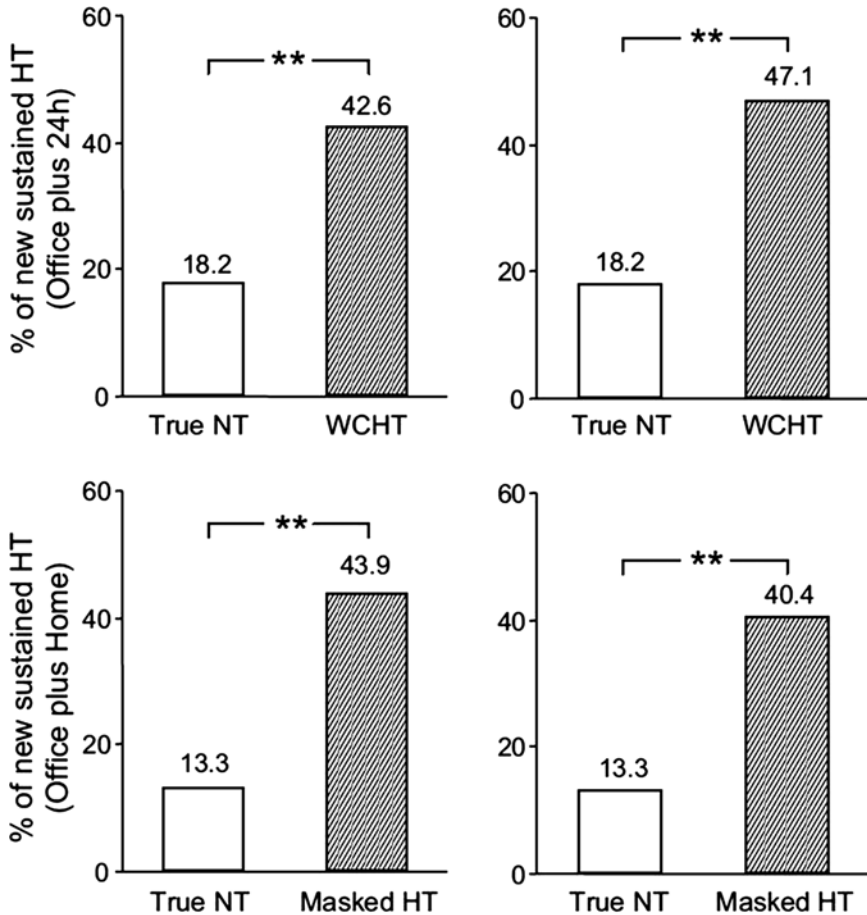 % of new sustained HT
(Office plus 24h)
60
40
20
0
**
18.2
42.6
True NT
WCHT
60
40
20
0
**
18.2
47.1
True NT
WCHT
% of new sustained HT
(Office plus Home)
60
40
20
0
**
13.3
43.9
True NT
Masked HT
60
40
20
0
**
13.3
40.4
True NT
Masked HT